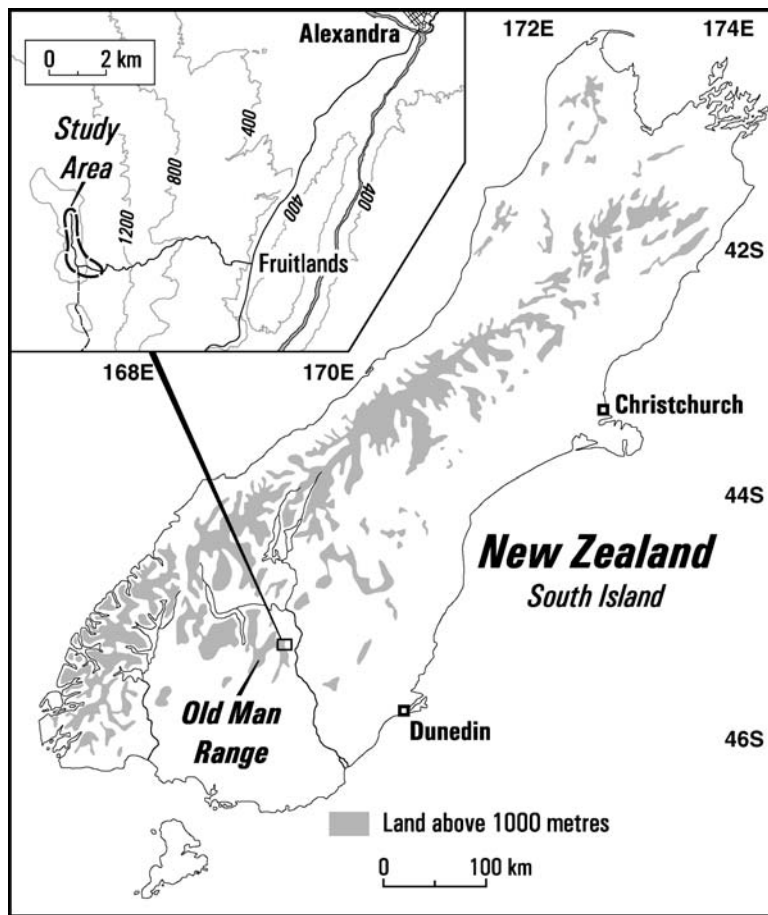 Alexandra
0 2 km
Study
Area
400
800
1200
400
400
Fruitlands
172E
174E
42S
168E
170E
Christchurch
44S
New Zealand
South Island
Old Man
Range
Dunedin
46S
Land above 1000 metres
0 100 km